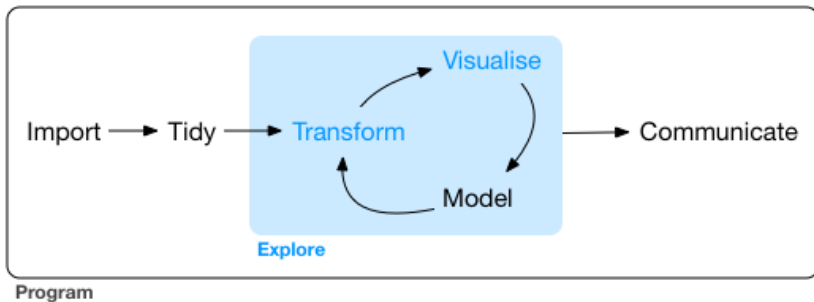 Visualise
Import
Tidy
Transform
Communicate
Model
Explore
Program